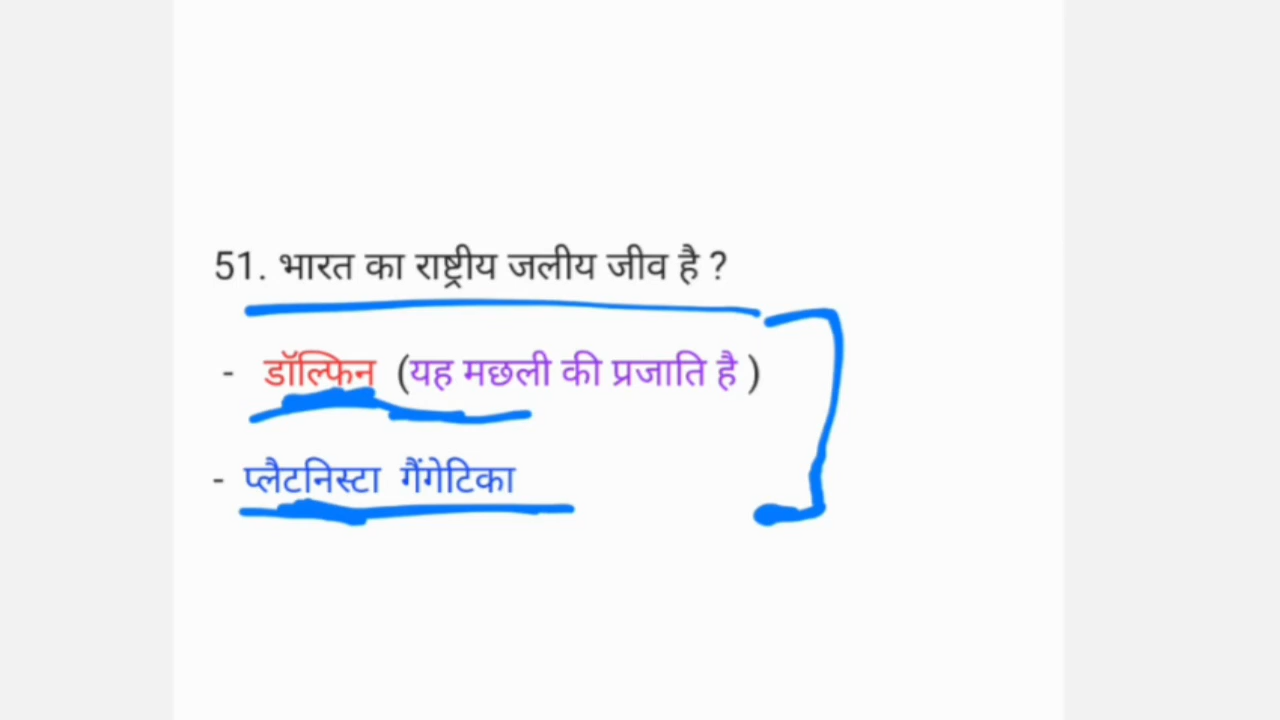 51. भारत का राष्ट्रीय जलीय जीव है ?
- डॉल्फिन (यह मछली की प्रजाति है )
- प्लैटनिस्टा गैंगेटिका